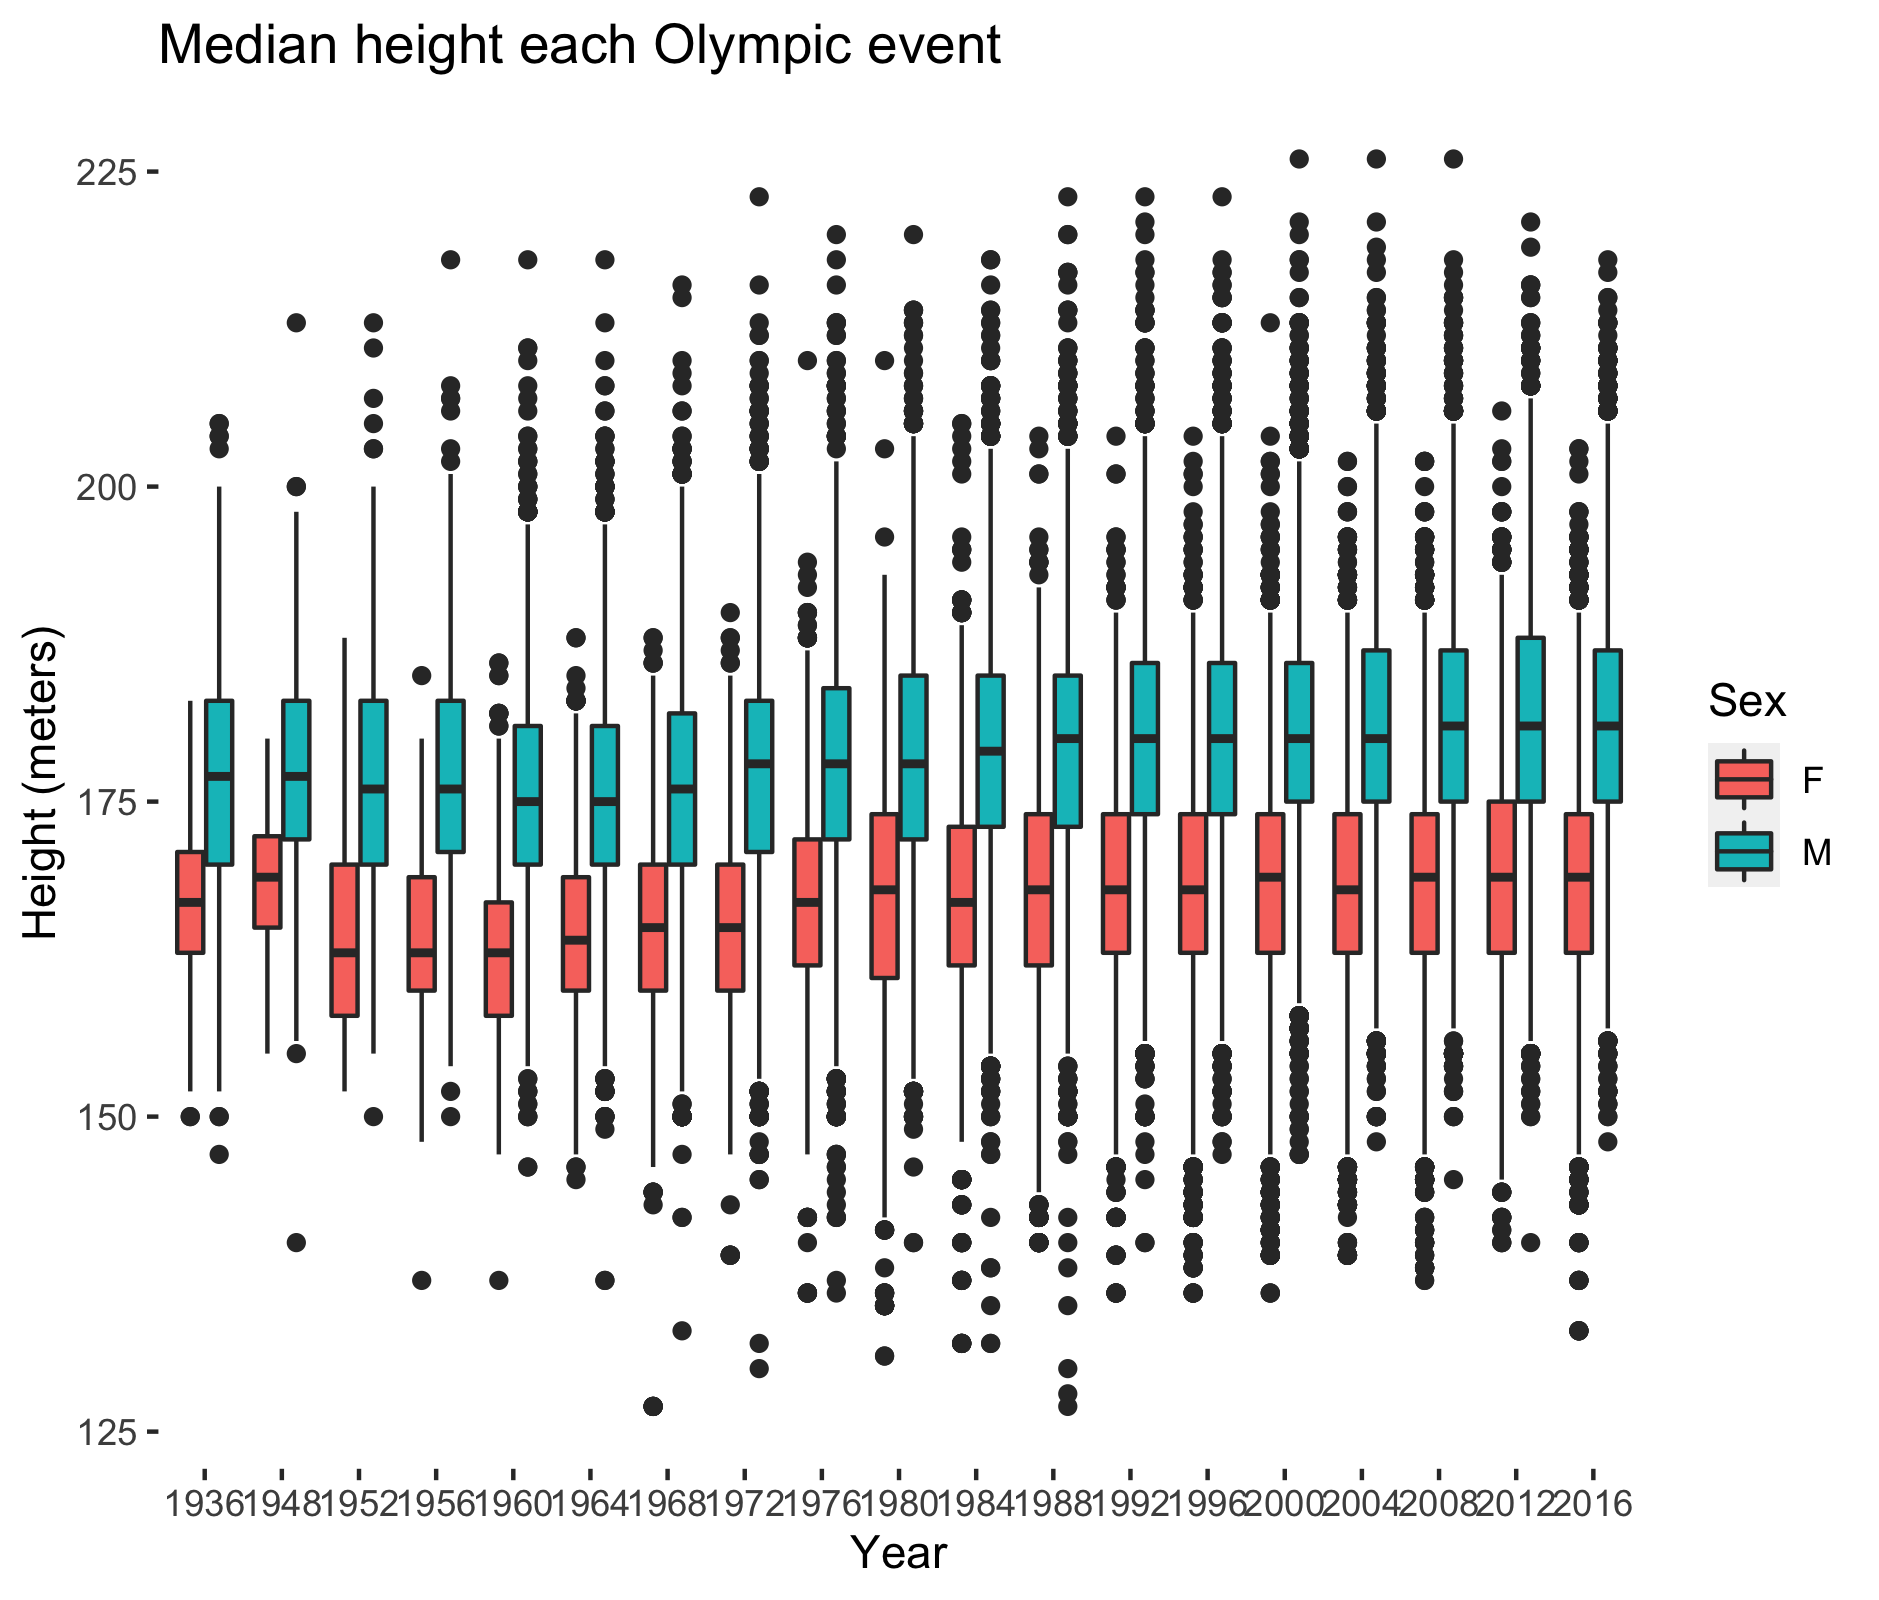 Median height each Olympic event
225
200
175
150
125
Height (meters)
1936 1948 1952 1956 1960 1964 1968 1972 1976 1980 1984 1988 1992 1996 2000 2004 2008 2012 2016
Year
Sex
F
M